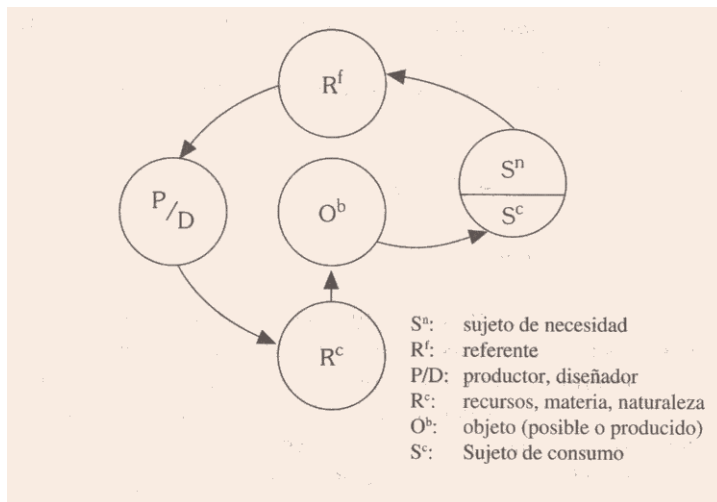 Rᶠ
Sⁿ
Sᶜ
P/D
Oᵇ
Rᶜ
Sⁿ: sujeto de necesidad
Rᶠ: referente
P/D: productor, diseñador
Rᶜ: recursos, materia, naturaleza
Oᵇ: objeto (posible o producido)
Sᶜ: Sujeto de consumo